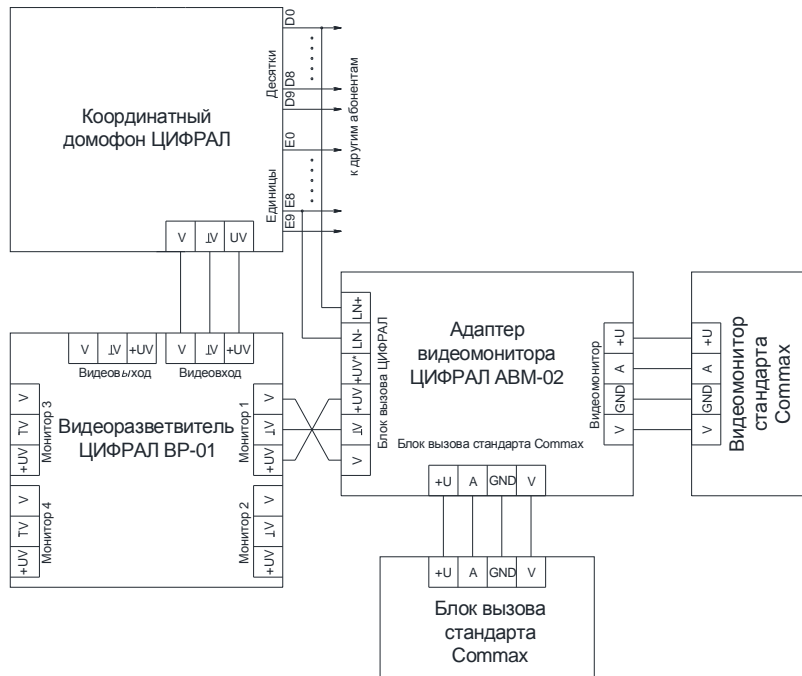 Координатный
домофон ЦИФРАЛ
Десятки
D0
D8
D9
Единицы
E0
E8
E9
к другим абонентам
V ⊥V UV
V ⊥V +UV
Видеовыход
V ⊥V +UV
Видеовход
Видеоразветвитель
ЦИФРАЛ ВР-01
Монитор 3
V
TV
+UV
Монитор 4
V
TV
+UV
Монитор 1
V
⊥V
+UV
Монитор 2
V
⊥V
+UV
LN+
LN-
+UV*
+UV
⊥V
V
Блок вызова ЦИФРАЛ
Адаптер
видеомонитора
ЦИФРАЛ АВМ-02
Блок вызова стандарта Commax
+U A GND V
Видеомонитор
+U
A
GND
V
+U
A
GND
V
Видеомонитор
стандарта
Commax
+U A GND V
Блок вызова
стандарта
Commax